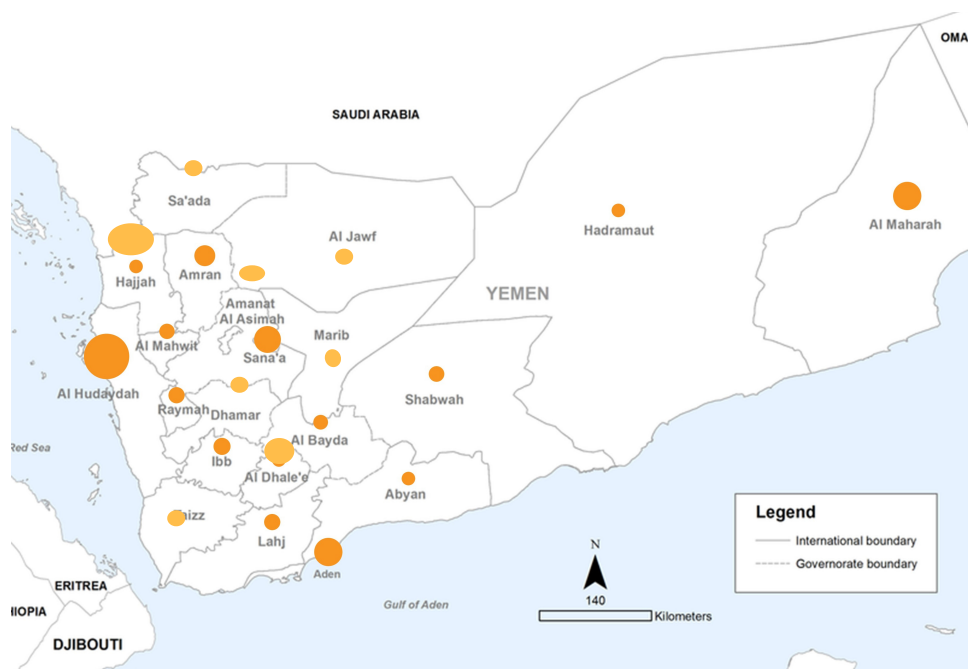 OMA
SAUDI ARABIA
Sa'ada
Hadramaut
Al Maharah
Al Jawf
Hajjah
Amran
YEMEN
Amanat
Al Asimah
Al Mahwit
Marib
Sana'a
Al Hudaydah
Shabwah
Raymah
Dhamar
Red Sea
Al Bayda
Ibb
Al Dhale'e
Abyan
Lahj
Legend
International boundary
Governorate boundary
N
140
Kilometers
Aden
ERITREA
Gulf of Aden
HIOPIA
DJIBOUTI